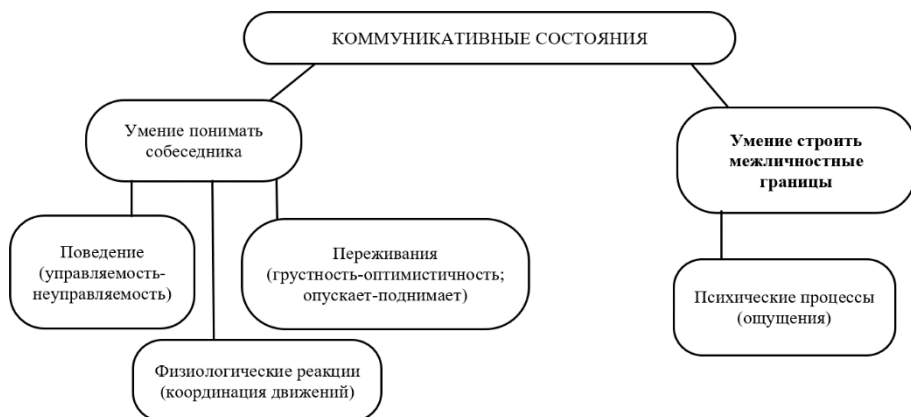 КОММУНИКАТИВНЫЕ СОСТОЯНИЯ
Умение понимать
собеседника
Умение строить
межличностные
границы
Поведение
(управляемость-
неуправляемость)
Переживания
(грустность-оптимистичность;
опускает-поднимает)
Психические процессы
(ощущения)
Физиологические реакции
(координация движений)